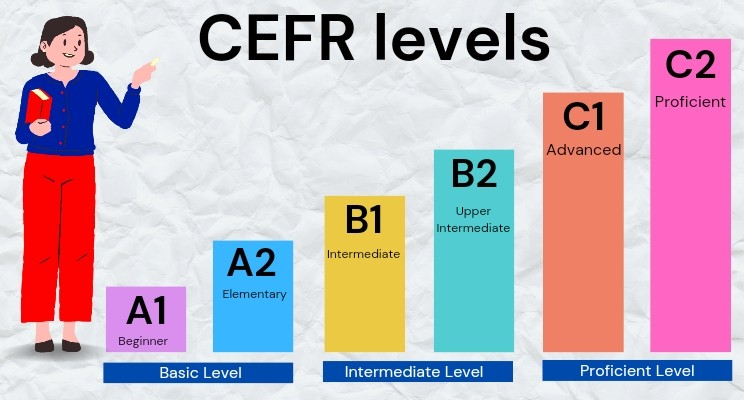 CEFR levels
A1
Beginner
A2
Elementary
B1
Intermediate
B2
Upper
Intermediate
C1
Advanced
C2
Proficient
Basic Level
Intermediate Level
Proficient Level